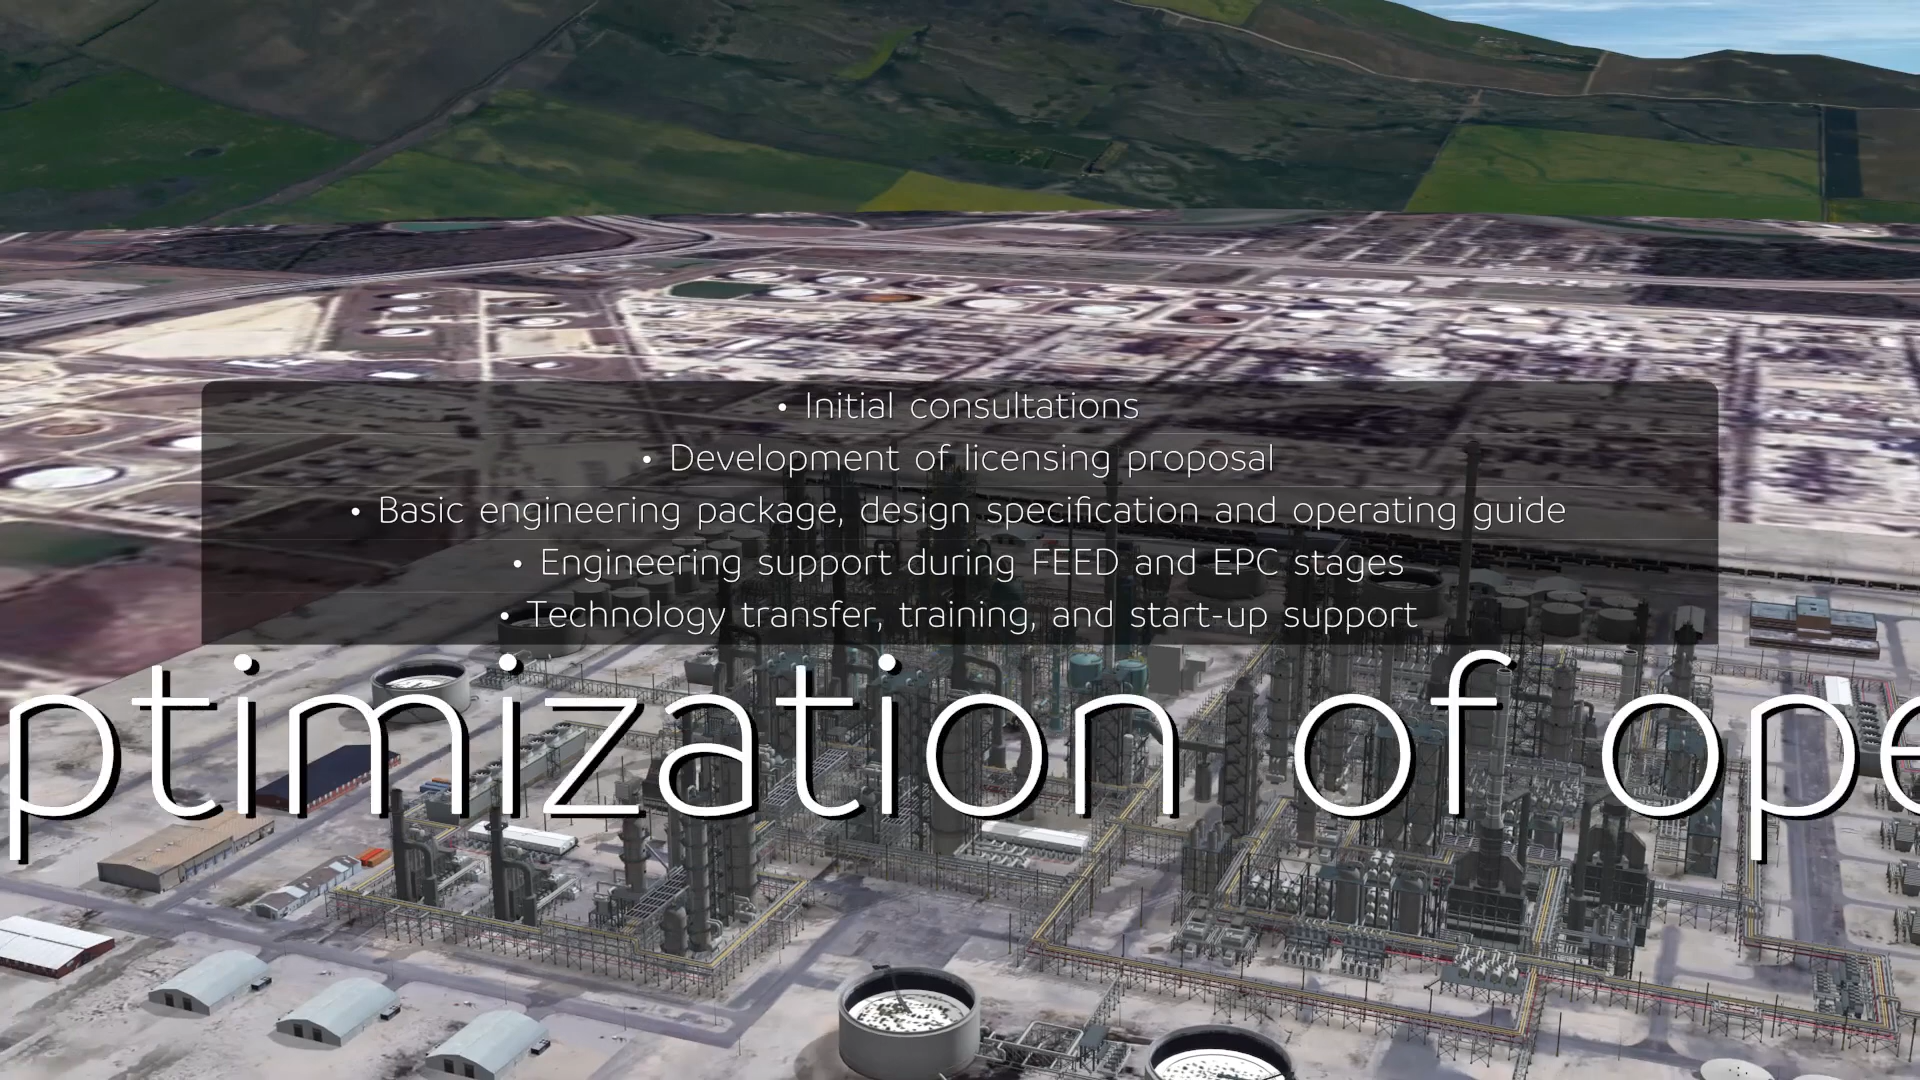 • Initial consultations
• Development of licensing proposal
• Basic engineering package, design specification and operating guide
• Engineering support during FEED and EPC stages
• Technology transfer, training, and start-up support
ptimization of ope